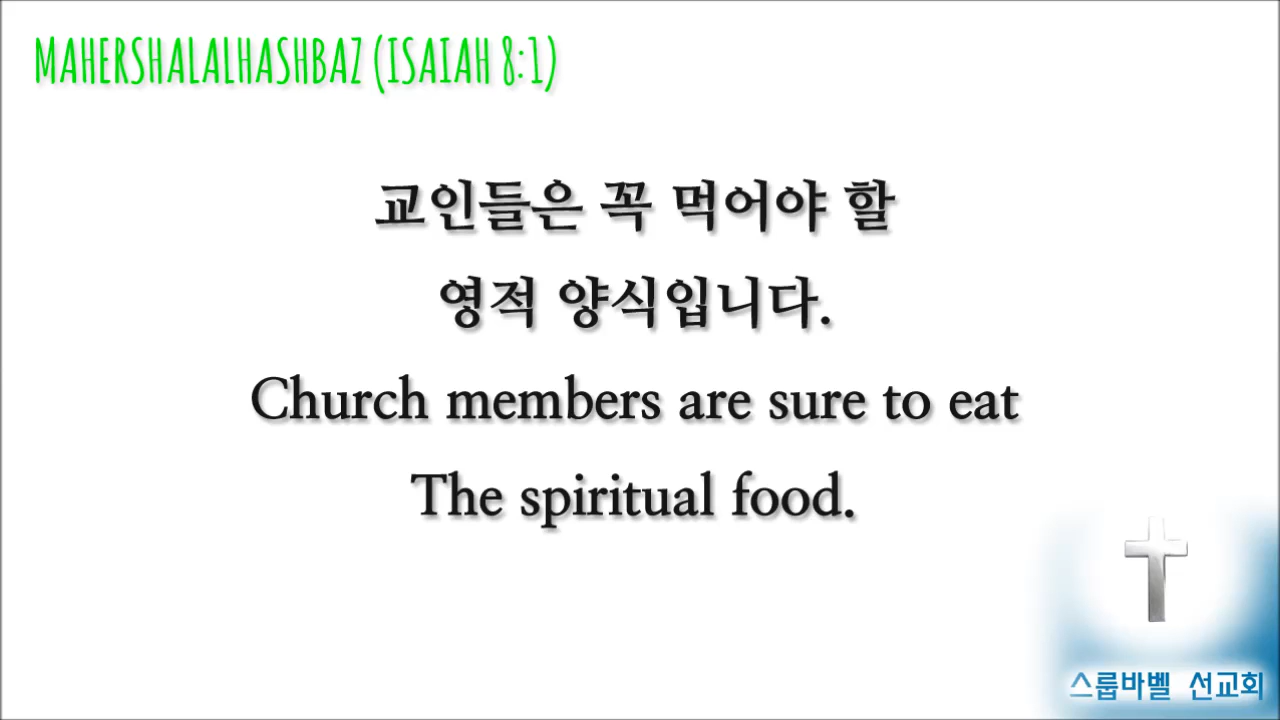 MAHERSHALALHASHBAZ (ISAIAH 8:1)
교인들은 꼭 먹어야 할
영적 양식입니다.
Church members are sure to eat
The spiritual food.
스룹바벨 선교회